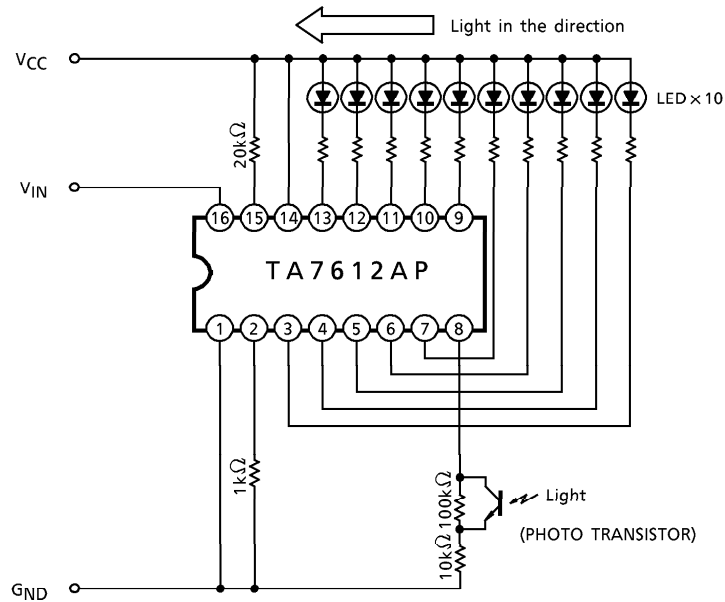 Light in the direction
VCC
LED×10
20kΩ
VIN
16 15 14 13 12 11 10 9
TA7612AP
1 2 3 4 5 6 7 8
1kΩ
100kΩ
Light
(PHOTO TRANSISTOR)
10kΩ
GND